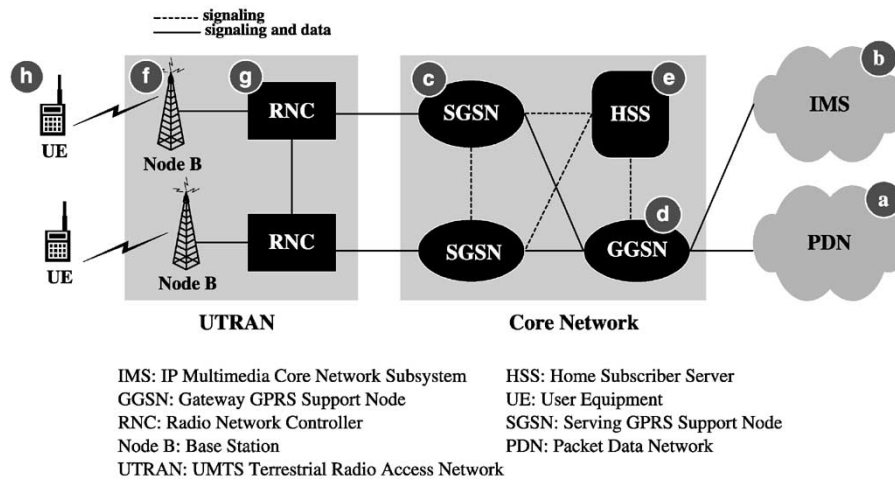 signaling
signaling and data
h
f
g
c
e
b
RNC
SGSN
HSS
IMS
UE
Node B
d
a
RNC
SGSN
GGSN
PDN
UE
Node B
UTRAN
Core Network
IMS: IP Multimedia Core Network Subsystem
HSS: Home Subscriber Server
GGSN: Gateway GPRS Support Node
UE: User Equipment
RNC: Radio Network Controller
SGSN: Serving GPRS Support Node
Node B: Base Station
PDN: Packet Data Network
UTRAN: UMTS Terrestrial Radio Access Network